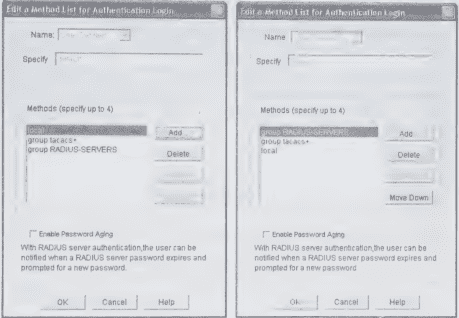 Edit a Method List for Authentication Login
Name:
Specify
Methods (specify up to 4)
local
group tacacs+
group RADIUS-SERVERS
Add...
Delete
Enable Password Aging
With RADIUS server authentication,the user can be
notified when a RADIUS server password expires and
prompted for a new password
OK
Cancel
Help
Edit a Method List for Authentication Login
Name
Specify
Methods (specify up to 4)
group RADIUS-SERVERS
group tacacs+
local
Add...
Delete
Move Down
Enable Password Aging
With RADIUS server authentication,the user can be
notified when a RADIUS server password expires and
prompted for a new password
OK
Cancel
Help